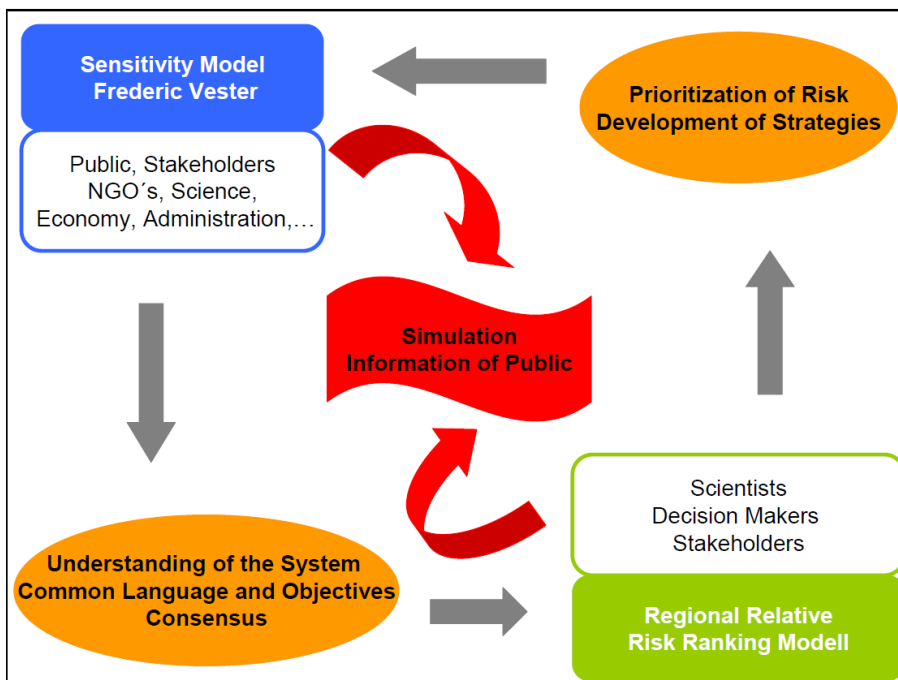 Sensitivity Model
Frederic Vester
Public, Stakeholders
NGO´s, Science,
Economy, Administration,…
Prioritization of Risk
Development of Strategies
Simulation
Information of Public
Understanding of the System
Common Language and Objectives
Consensus
Scientists
Decision Makers
Stakeholders
Regional Relative
Risk Ranking Modell